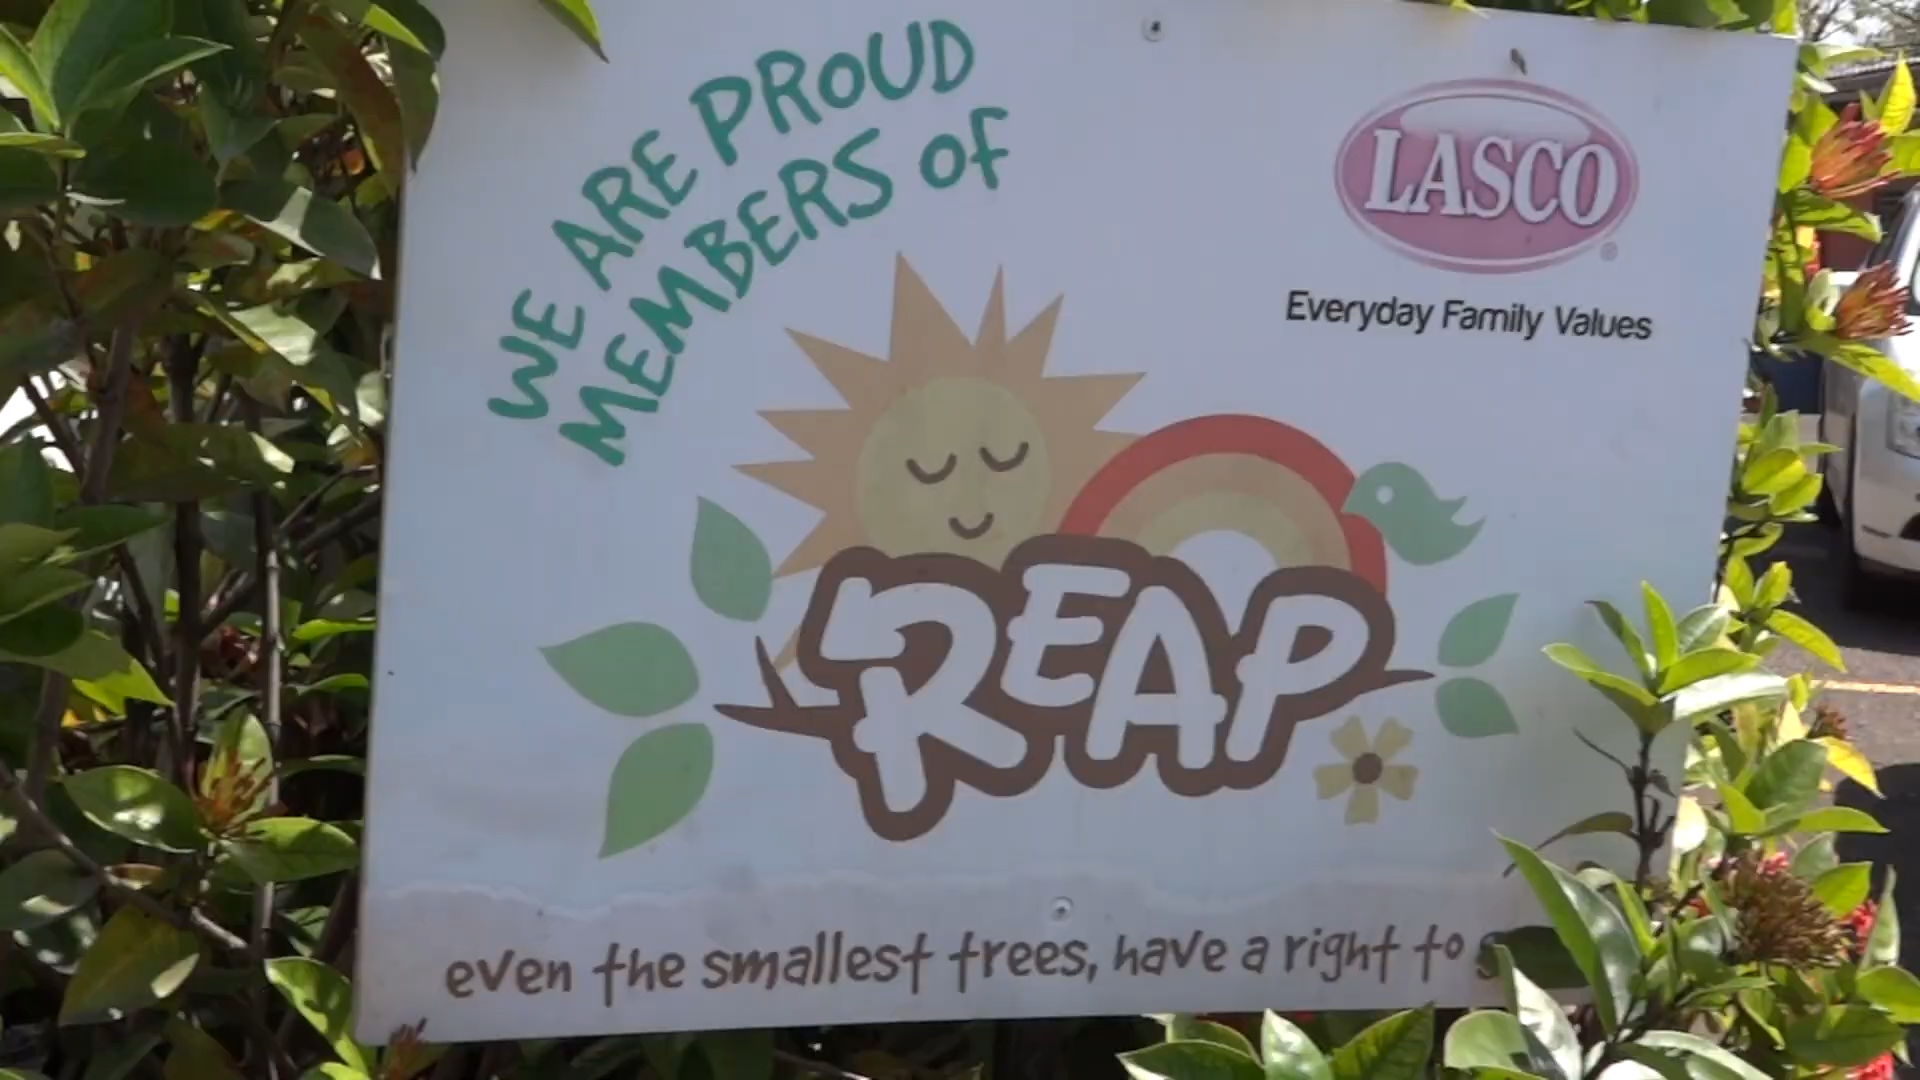 WE ARE PROUD
MEMBERS OF
LASCO
Everyday Family Values
REAP
even the smallest trees, have a right to